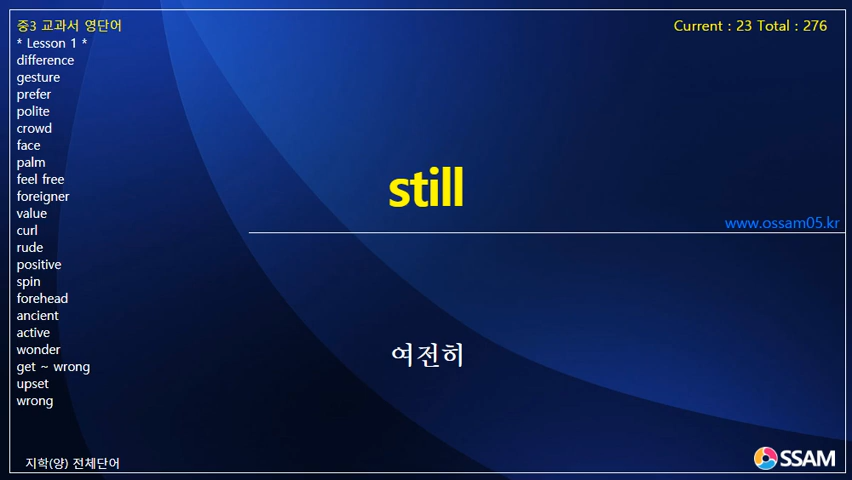 중3 교과서 영단어
Current : 23 Total : 276
* Lesson 1 *
difference
gesture
prefer
polite
crowd
face
palm
feel free
foreigner
value
curl
rude
positive
spin
forehead
ancient
active
wonder
get ~ wrong
upset
wrong
still
www.ossam05.kr
여전히
지학(양) 전체단어
OSSAM